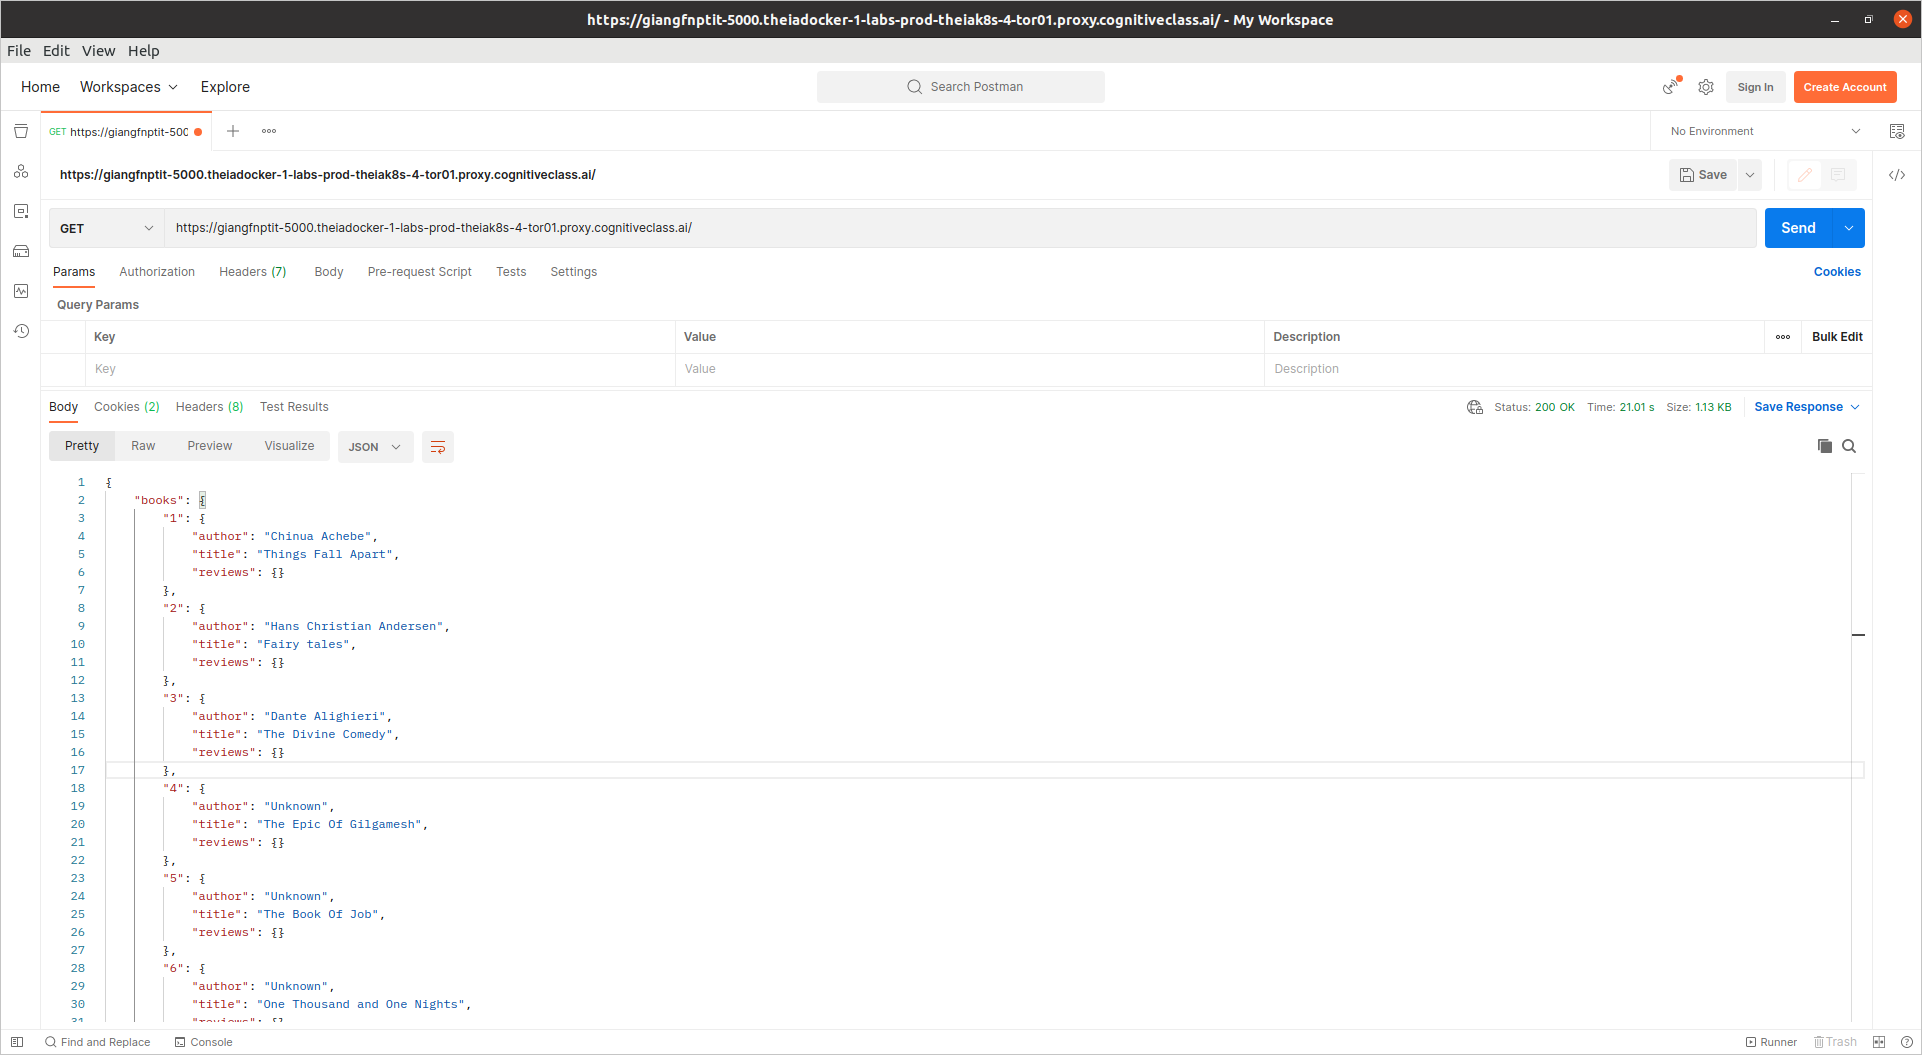 https://giangfnptit-5000.theiadocker-1-labs-prod-theiak8s-4-tor01.proxy.cognitiveclass.ai/ - My Workspace
File Edit View Help
Home Workspaces Explore Search Postman Sign In Create Account
GET https://giangfnptit-500 No Environment
https://giangfnptit-5000.theiadocker-1-labs-prod-theiak8s-4-tor01.proxy.cognitiveclass.ai/ Save
GET https://giangfnptit-5000.theiadocker-1-labs-prod-theiak8s-4-tor01.proxy.cognitiveclass.ai/ Send
Params Authorization Headers (7) Body Pre-request Script Tests Settings Cookies
Query Params
Key Value Description Bulk Edit
Key Value Description
Body Cookies (2) Headers (8) Test Results Status: 200 OK Time: 21.01 s Size: 1.13 KB Save Response
Pretty Raw Preview Visualize JSON
1 {
2 "books": {
3 "1": {
4 "author": "Chinua Achebe",
5 "title": "Things Fall Apart",
6 "reviews": {}
7 },
8 "2": {
9 "author": "Hans Christian Andersen",
10 "title": "Fairy tales",
11 "reviews": {}
12 },
13 "3": {
14 "author": "Dante Alighieri",
15 "title": "The Divine Comedy",
16 "reviews": {}
17 },
18 "4": {
19 "author": "Unknown",
20 "title": "The Epic Of Gilgamesh",
21 "reviews": {}
22 },
23 "5": {
24 "author": "Unknown",
25 "title": "The Book Of Job",
26 "reviews": {}
27 },
28 "6": {
29 "author": "Unknown",
30 "title": "One Thousand and One Nights",
31 "reviews": {}
Find and Replace Console Runner Trash